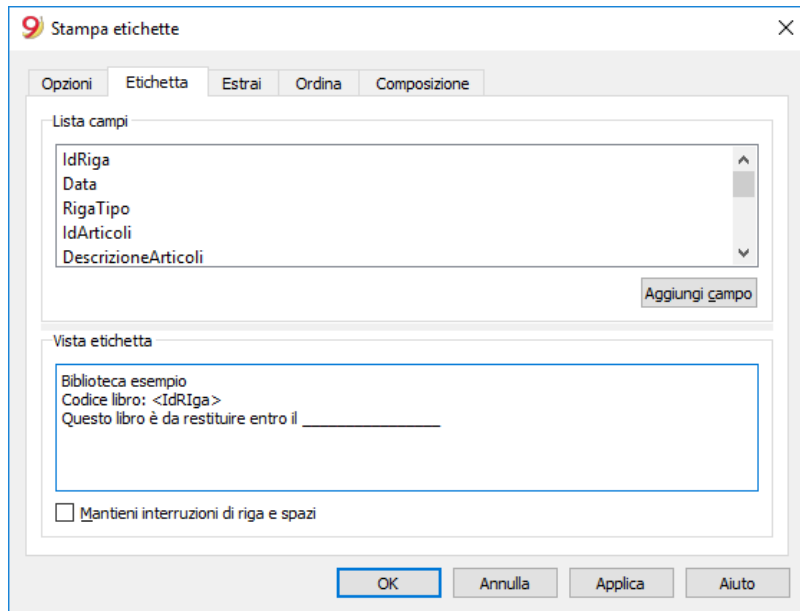 9 Stampa etichette
Opzioni Etichetta Estrai Ordina Composizione
Lista campi
IdRiga
Data
RigaTipo
IdArticoli
DescrizioneArticoli
Aggiungi campo
Vista etichetta
Biblioteca esempio
Codice libro: <IdRIga>
Questo libro è da restituire entro il _________________
Mantieni interruzioni di riga e spazi
OK Annulla Applica Aiuto